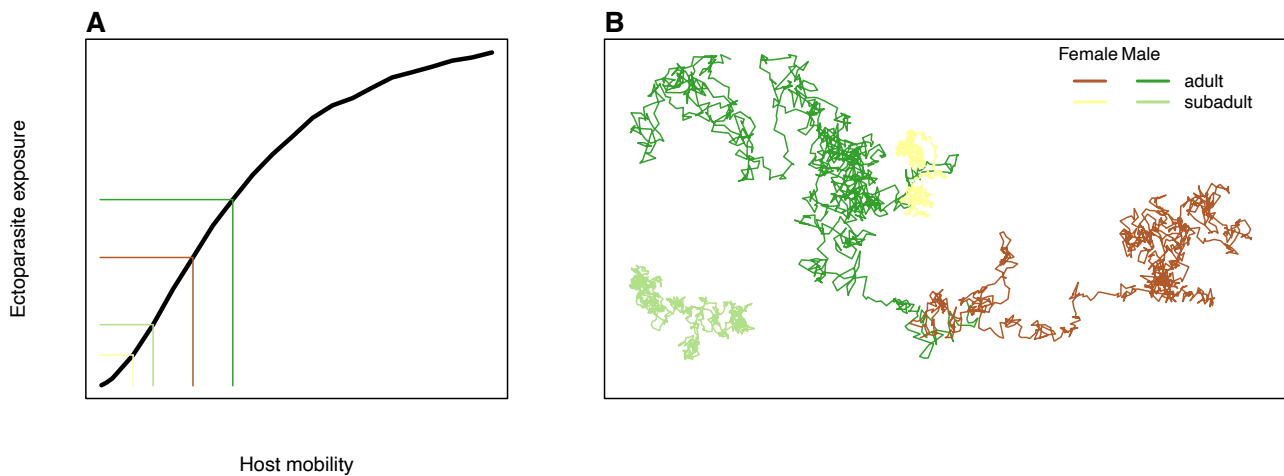 A
Ectoparasite exposure
Host mobility
B
Female Male
adult
subadult